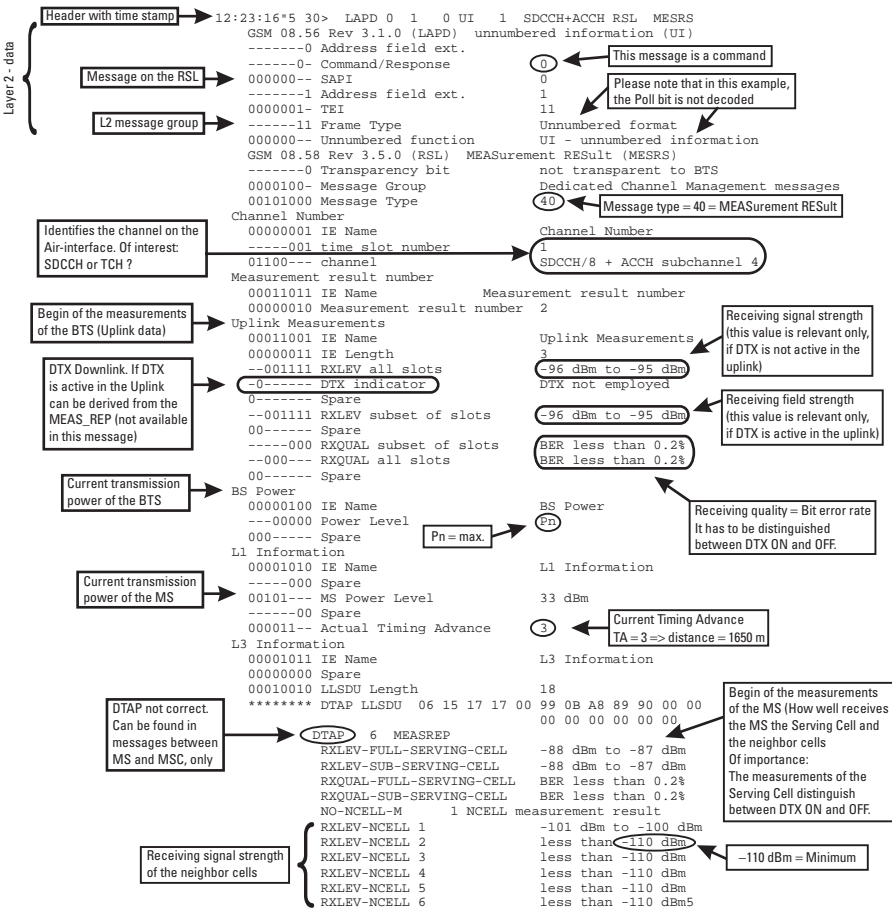 Header with time stamp
12:23:16"5 30> LAPD 0 1 0 UI 1 SDCCH+ACCH RSL MESRS
GSM 08.56 Rev 3.1.0 (LAPD) unnumbered information (UI)
-------0 Address field ext.
------0- Command/Response 0
This message is a command
Layer 2 - data
Message on the RSL
000000-- SAPI 0
-------1 Address field ext. 1
Please note that in this example,
the Poll bit is not decoded
0000001- TEI 11
L2 message group
------11 Frame Type Unnumbered format
000000-- Unnumbered function UI - unnumbered information
GSM 08.58 Rev 3.5.0 (RSL) MEASurement RESult (MESRS)
-------0 Transparency bit not transparent to BTS
0000100- Message Group Dedicated Channel Management messages
00101000 Message Type 40
Message type = 40 = MEASurement RESult
Channel Number
Identifies the channel on the
Air-interface. Of interest:
SDCCH or TCH ?
00000001 IE Name Channel Number
-----001 time slot number 1
01100--- channel SDCCH/8 + ACCH subchannel 4
Measurement result number
00011011 IE Name Measurement result number
00000010 Measurement result number 2
Begin of the measurements
of the BTS (Uplink data)
Uplink Measurements
00011001 IE Name Uplink Measurements
00000011 IE Length 3
Receiving signal strength
(this value is relevant only,
if DTX is not active in the
uplink)
--001111 RXLEV all slots -96 dBm to -95 dBm
DTX Downlink. If DTX
is active in the Uplink
can be derived from the
MEAS_REP (not available
in this message)
-0------ DTX indicator DTX not employed
0------- Spare
--001111 RXLEV subset of slots -96 dBm to -95 dBm
Receiving field strength
(this value is relevant only,
if DTX is active in the uplink)
00------ Spare
-----000 RXQUAL subset of slots BER less than 0.2%
--000--- RXQUAL all slots BER less than 0.2%
00------ Spare
Current transmission
power of the BTS
BS Power
00000100 IE Name BS Power
---00000 Power Level Pn
Pn = max.
000----- Spare
Receiving quality = Bit error rate
It has to be distinguished
between DTX ON and OFF.
L1 Information
00001010 IE Name L1 Information
-----000 Spare
Current transmission
power of the MS
00101--- MS Power Level 33 dBm
------00 Spare
000011-- Actual Timing Advance 3
Current Timing Advance
TA = 3 => distance = 1650 m
L3 Information
00001011 IE Name L3 Information
00000000 Spare
00010010 LLSDU Length 18
******** DTAP LLSDU 06 15 17 17 00 99 0B A8 89 90 00 00
00 00 00 00 00 00
DTAP not correct.
Can be found in
messages between
MS and MSC, only
DTAP 6 MEASREP
Begin of the measurements
of the MS (How well receives
the MS the Serving Cell and
the neighbor cells
Of importance:
The measurements of the
Serving Cell distinguish
between DTX ON and OFF.
RXLEV-FULL-SERVING-CELL -88 dBm to -87 dBm
RXLEV-SUB-SERVING-CELL -88 dBm to -87 dBm
RXQUAL-FULL-SERVING-CELL BER less than 0.2%
RXQUAL-SUB-SERVING-CELL BER less than 0.2%
NO-NCELL-M 1 NCELL measurement result
Receiving signal strength
of the neighbor cells
RXLEV-NCELL 1 -101 dBm to -100 dBm
RXLEV-NCELL 2 less than -110 dBm
–110 dBm = Minimum
RXLEV-NCELL 3 less than -110 dBm
RXLEV-NCELL 4 less than -110 dBm
RXLEV-NCELL 5 less than -110 dBm
RXLEV-NCELL 6 less than -110 dBm5